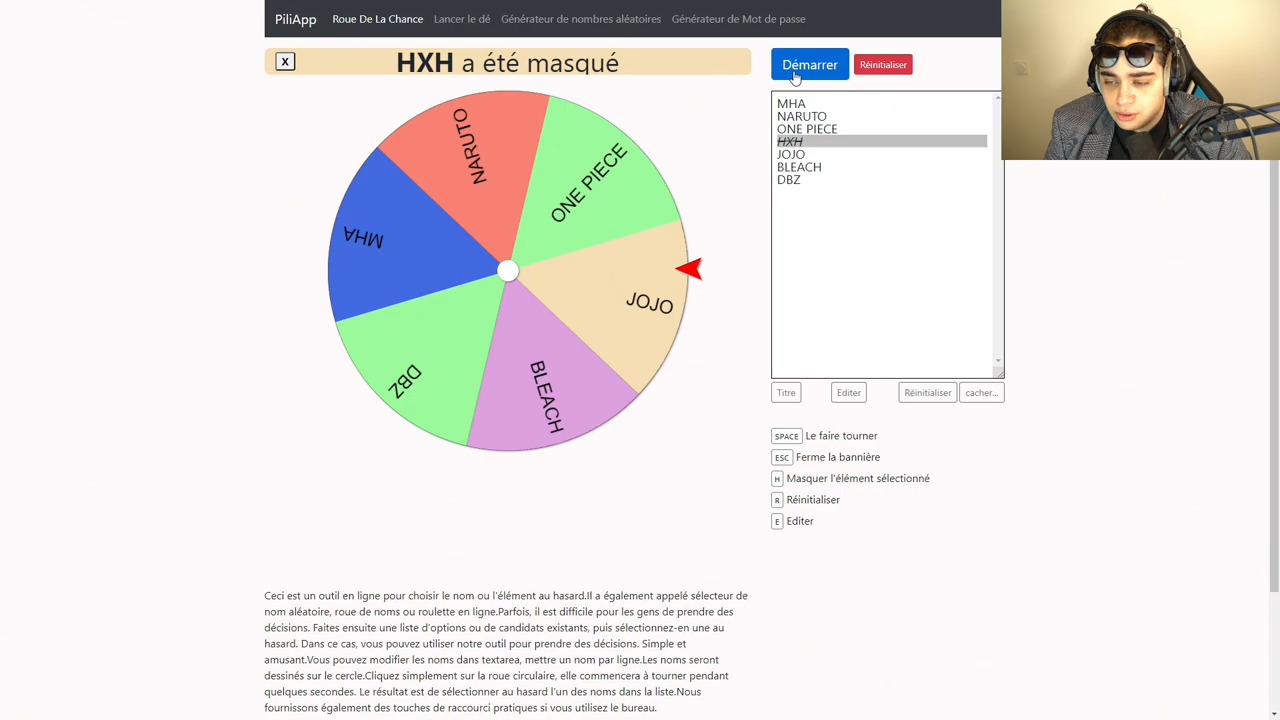 PiliApp
Roue De La Chance
Lancer le dé
Générateur de nombres aléatoires
Générateur de Mot de passe
X
HXH a été masqué
Démarrer
Réinitialiser
NARUTO
ONE PIECE
MHA
JOJO
DBZ
BLEACH
MHA
NARUTO
ONE PIECE
HXH
JOJO
BLEACH
DBZ
Titre
Editer
Réinitialiser
cacher...
SPACE Le faire tourner
ESC Ferme la bannière
H Masquer l'élément sélectionné
R Réinitialiser
E Editer
Ceci est un outil en ligne pour choisir le nom ou l'élément au hasard.Il a également appelé sélecteur de
nom aléatoire, roue de noms ou roulette en ligne.Parfois, il est difficile pour les gens de prendre des
décisions. Faites ensuite une liste d'options ou de candidats existants, puis sélectionnez-en une au
hasard. Dans ce cas, vous pouvez utiliser notre outil pour prendre des décisions. Simple et
amusant.Vous pouvez modifier les noms dans textarea, mettre un nom par ligne.Les noms seront
dessinés sur le cercle.Cliquez simplement sur la roue circulaire, elle commencera à tourner pendant
quelques secondes. Le résultat est de sélectionner au hasard l'un des noms dans la liste.Nous
fournissons également des touches de raccourci pratiques si vous utilisez le bureau.